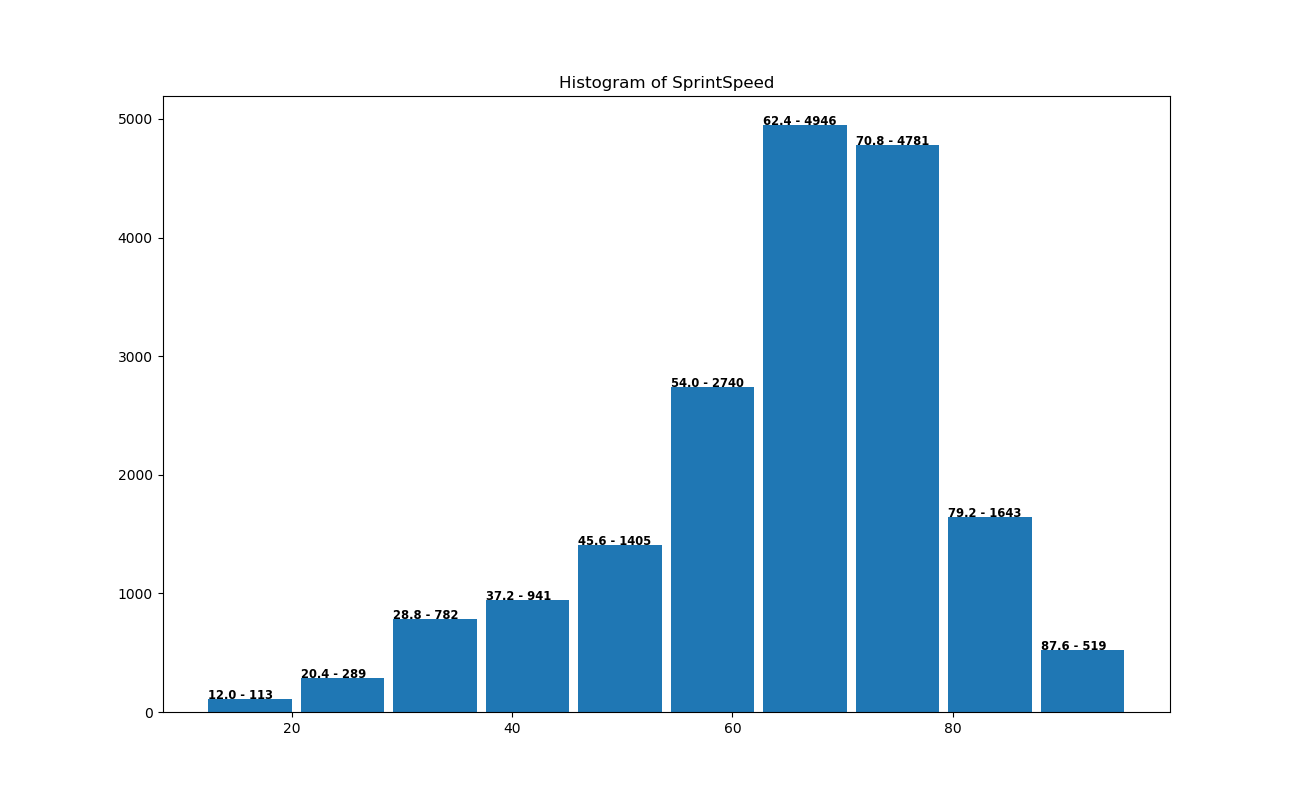 Histogram of SprintSpeed
5000
4000
3000
2000
1000
0
62.4 - 4946
70.8 - 4781
54.0 - 2740
79.2 - 1643
45.6 - 1405
37.2 - 941
28.8 - 782
87.6 - 519
20.4 - 289
12.0 - 113
20 40 60 80